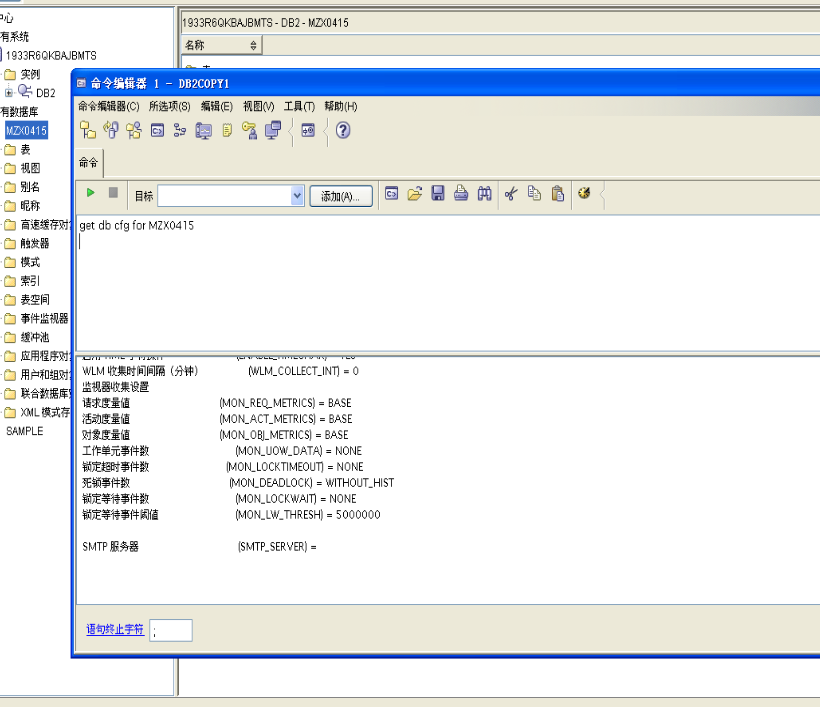 中心
有系统
1933R6QKBAJBMTS
实例
DB2
有数据库
MZX0415
表
视图
别名
昵称
高速缓存对
触发器
模式
索引
表空间
事件监视器
缓冲池
应用程序对
用户和组对
联合数据库
XML 模式存
SAMPLE
1933R6QKBAJBMTS - DB2 - MZX0415
名称
命令编辑器 1 - DB2COPY1
命令编辑器(C) 所选项(S) 编辑(E) 视图(V) 工具(T) 帮助(H)
命令
目标 添加(A)...
get db cfg for MZX0415
WLM 收集时间间隔（分钟） (WLM_COLLECT_INT) = 0
监视器收集设置
请求度量值 (MON_REQ_METRICS) = BASE
活动度量值 (MON_ACT_METRICS) = BASE
对象度量值 (MON_OBJ_METRICS) = BASE
工作单元事件数 (MON_UOW_DATA) = NONE
锁定超时事件数 (MON_LOCKTIMEOUT) = NONE
死锁事件数 (MON_DEADLOCK) = WITHOUT_HIST
锁定等待事件数 (MON_LOCKWAIT) = NONE
锁定等待事件阈值 (MON_LW_THRESH) = 5000000
SMTP 服务器 (SMTP_SERVER) =
语句终止字符 ;